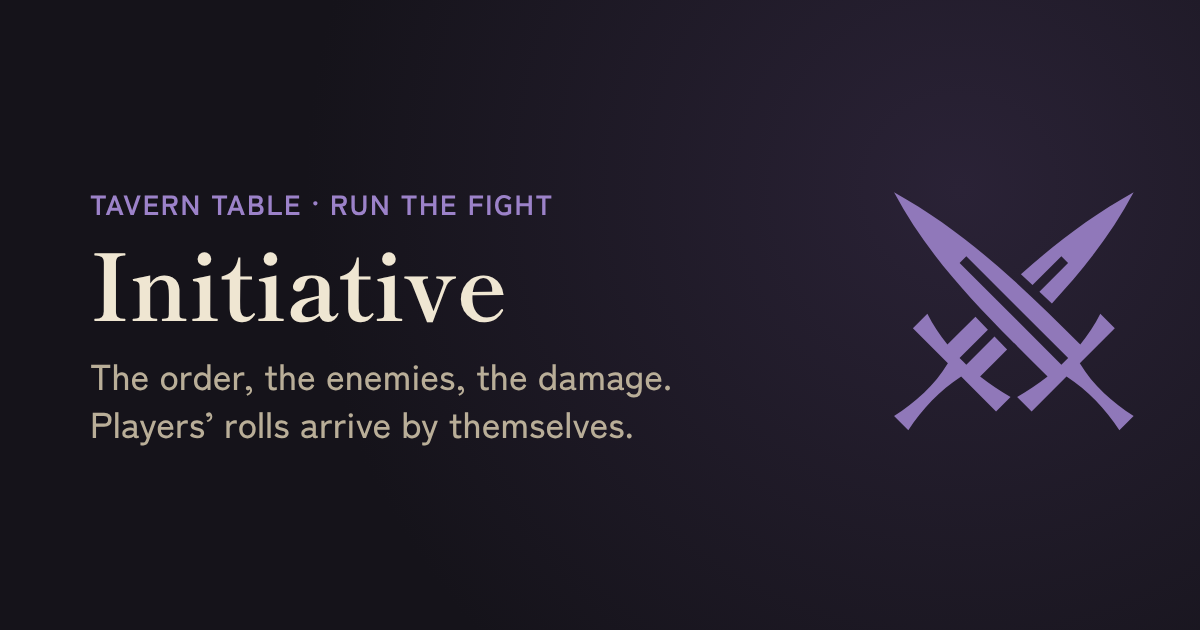 TAVERN TABLE · RUN THE FIGHT
Initiative
The order, the enemies, the damage.
Players’ rolls arrive by themselves.